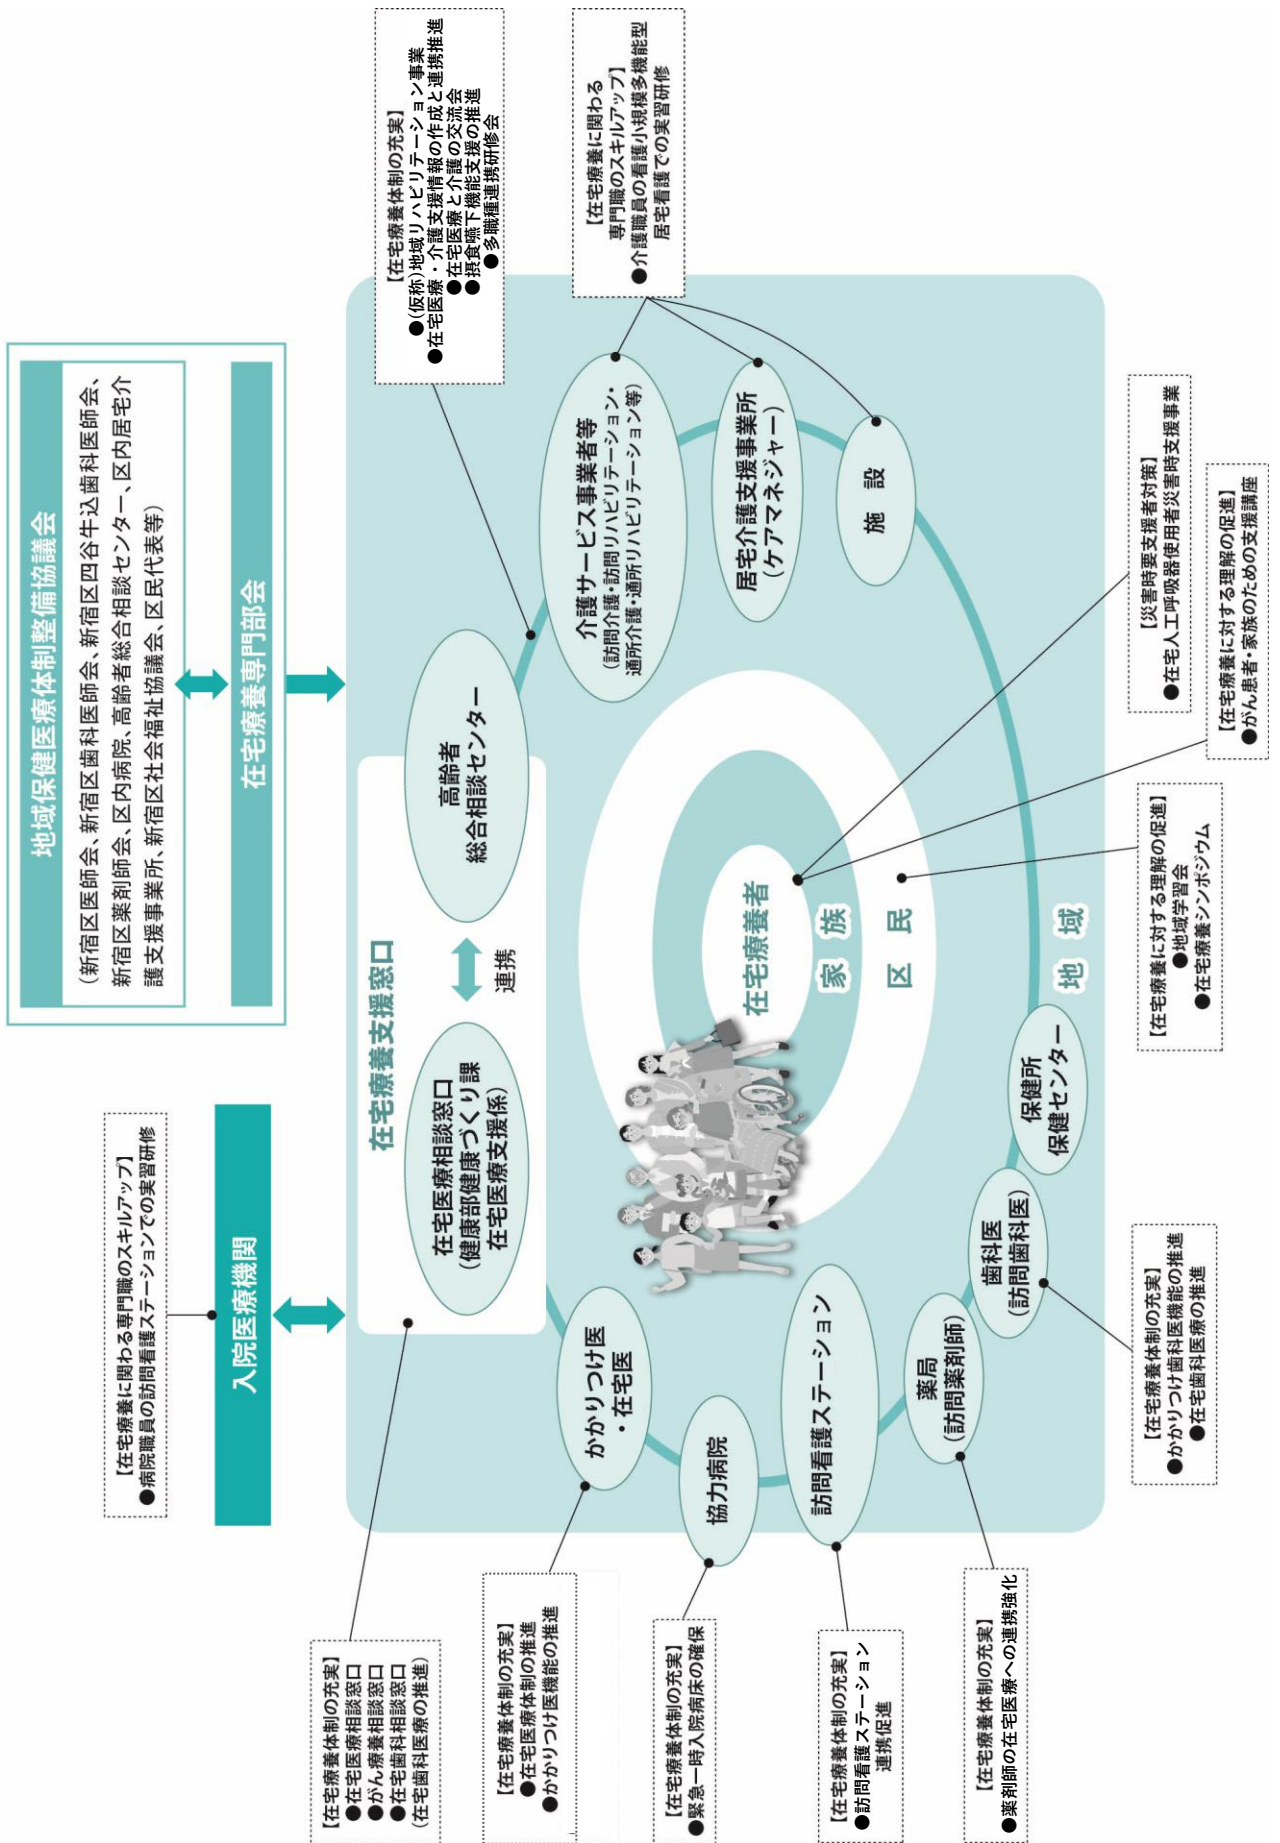 地域保健医療体制整備協議会
（新宿区医師会、新宿区歯科医師会、新宿区四谷牛込歯科医師会、
新宿区薬剤師会、区内病院、高齢者総合相談センター、区内居宅介
護支援事業所、新宿区社会福祉協議会、区民代表等）
在宅療養専門部会
【在宅療養に関わる専門職のスキルアップ】
●病院職員の訪問看護ステーションでの実習研修
入院医療機関
在宅療養支援窓口
在宅医療相談窓口
（健康部健康づくり課
在宅医療支援係）
連携
高齢者
総合相談センター
【在宅療養体制の充実】
●在宅医療相談窓口
●がん療養相談窓口
●在宅歯科相談窓口
（在宅歯科医療の推進）
【在宅療養体制の充実】
●(仮称)地域リハビリテーション事業
●在宅医療・介護支援情報の作成と連携推進
●在宅医療と介護の交流会
●摂食嚥下機能支援の推進
●多職種連携研修会
かかりつけ医
・在宅医
【在宅療養体制の充実】
●在宅医療体制の推進
●かかりつけ医機能の推進
介護サービス事業者等
（訪問介護・訪問リハビリテーション・
通所介護・通所リハビリテーション等）
【在宅療養に関わる
専門職のスキルアップ】
●介護職員の看護小規模多機能型
居宅看護での実習研修
協力病院
【在宅療養体制の充実】
●緊急一時入院病床の確保
居宅介護支援事業所
（ケアマネジャー）
在宅療養者
家族
区民
地域
訪問看護ステーション
【在宅療養体制の充実】
●訪問看護ステーション
連携促進
施設
薬局
（訪問薬剤師）
【在宅療養体制の充実】
●薬剤師の在宅医療への連携強化
歯科医
（訪問歯科医）
【在宅療養体制の充実】
●かかりつけ歯科医機能の推進
●在宅歯科医療の推進
保健所
保健センター
【在宅療養に対する理解の促進】
●地域学習会
●在宅療養シンポジウム
【災害時要支援者対策】
●在宅人工呼吸器使用者災害時支援事業
【在宅療養に対する理解の促進】
●がん患者・家族のための支援講座